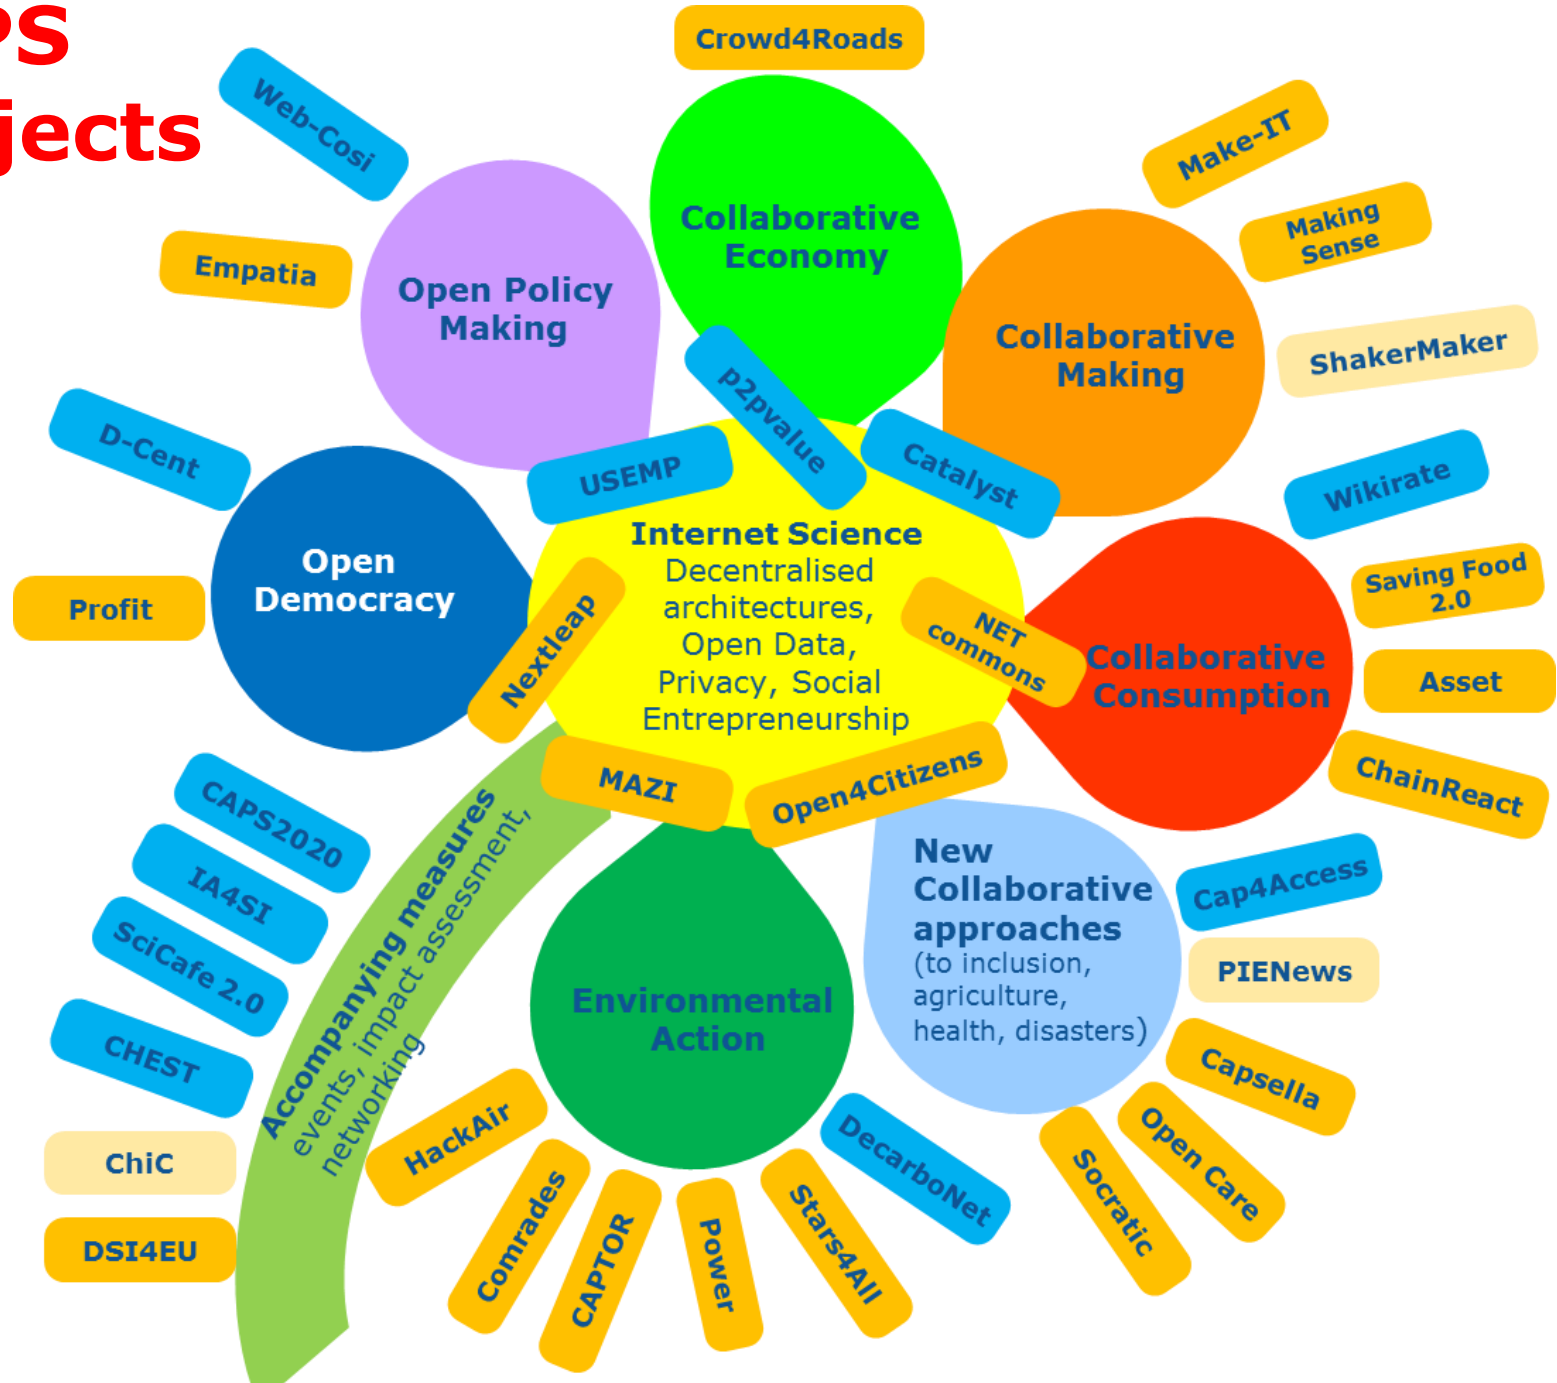 PS
jects
Crowd4Roads
Web-Cosi
Empatia
Open Policy
Making
Collaborative
Economy
Make-IT
Making
Sense
Collaborative
Making
ShakerMaker
p2pvalue
Catalyst
USEMP
D-Cent
Open
Democracy
Profit
Nextleap
Internet Science
Decentralised
architectures,
Open Data,
Privacy, Social
Entrepreneurship
NET
commons
Wikirate
Saving Food
2.0
Collaborative
Consumption
Asset
ChainReact
MAZI
Open4Citizens
CAPS2020
IA4SI
SciCafe 2.0
CHEST
ChiC
DSI4EU
Accompanying measures
events, impact assessment,
networking
Environmental
Action
New
Collaborative
approaches
(to inclusion,
agriculture,
health, disasters)
Cap4Access
PIENews
Capsella
Open Care
Socratic
HackAir
Comrades
CAPTOR
Power
Stars4All
DecarboNet